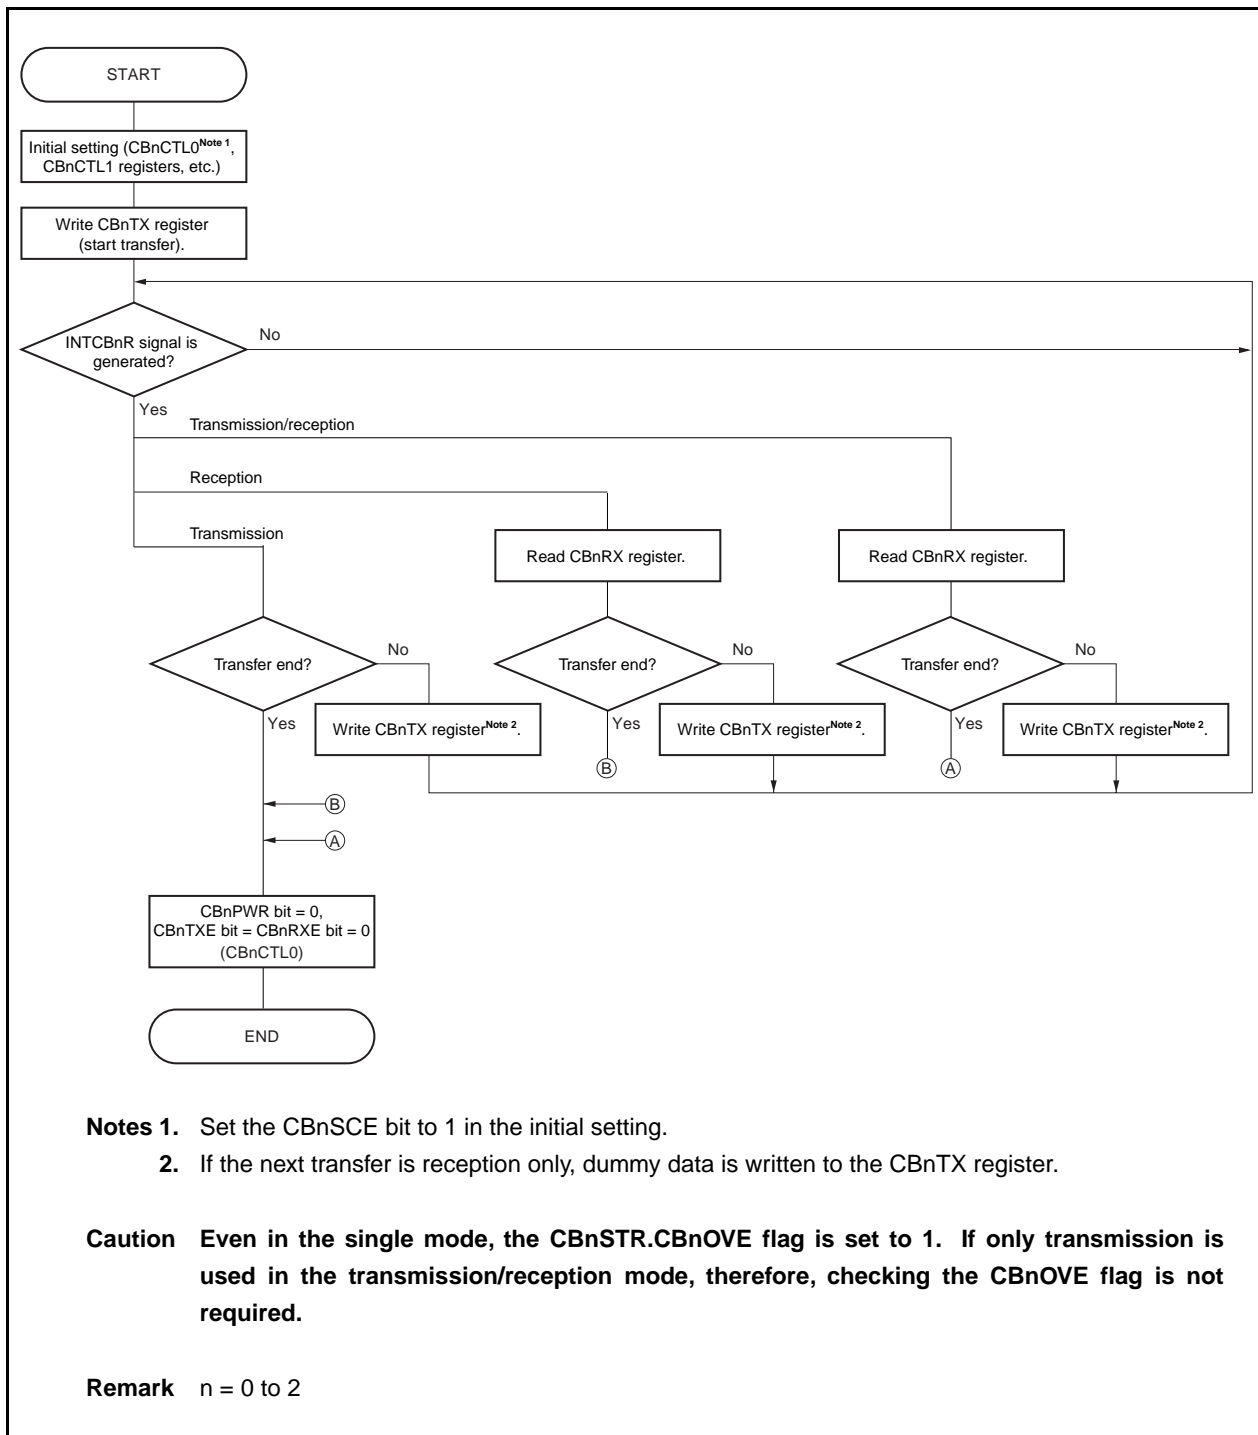 START
Initial setting (CBnCTL0Note 1,
CBnCTL1 registers, etc.)
Write CBnTX register
(start transfer).
INTCBnR signal is
generated?
No
Yes
Transmission/reception
Reception
Transmission
Read CBnRX register.
Read CBnRX register.
Transfer end?
No
Transfer end?
No
Transfer end?
No
Yes
Write CBnTX registerNote 2.
Yes
Write CBnTX registerNote 2.
Yes
Write CBnTX registerNote 2.
B
A
B
A
CBnPWR bit = 0,
CBnTXE bit = CBnRXE bit = 0
(CBnCTL0)
END
Notes 1. Set the CBnSCE bit to 1 in the initial setting.
2. If the next transfer is reception only, dummy data is written to the CBnTX register.
Caution Even in the single mode, the CBnSTR.CBnOVE flag is set to 1. If only transmission is
used in the transmission/reception mode, therefore, checking the CBnOVE flag is not
required.
Remark n = 0 to 2